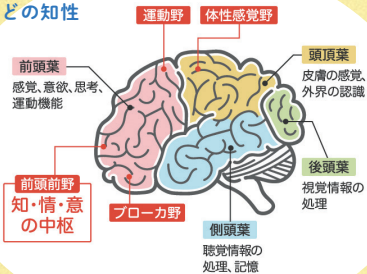 どの知性
運動野
体性感覚野
前頭葉
感覚、意欲、思考、
運動機能
頭頂葉
皮膚の感覚、
外界の認識
後頭葉
視覚情報の
処理
前頭前野
知・情・意
の中枢
ブローカ野
側頭葉
聴覚情報の
処理、記憶